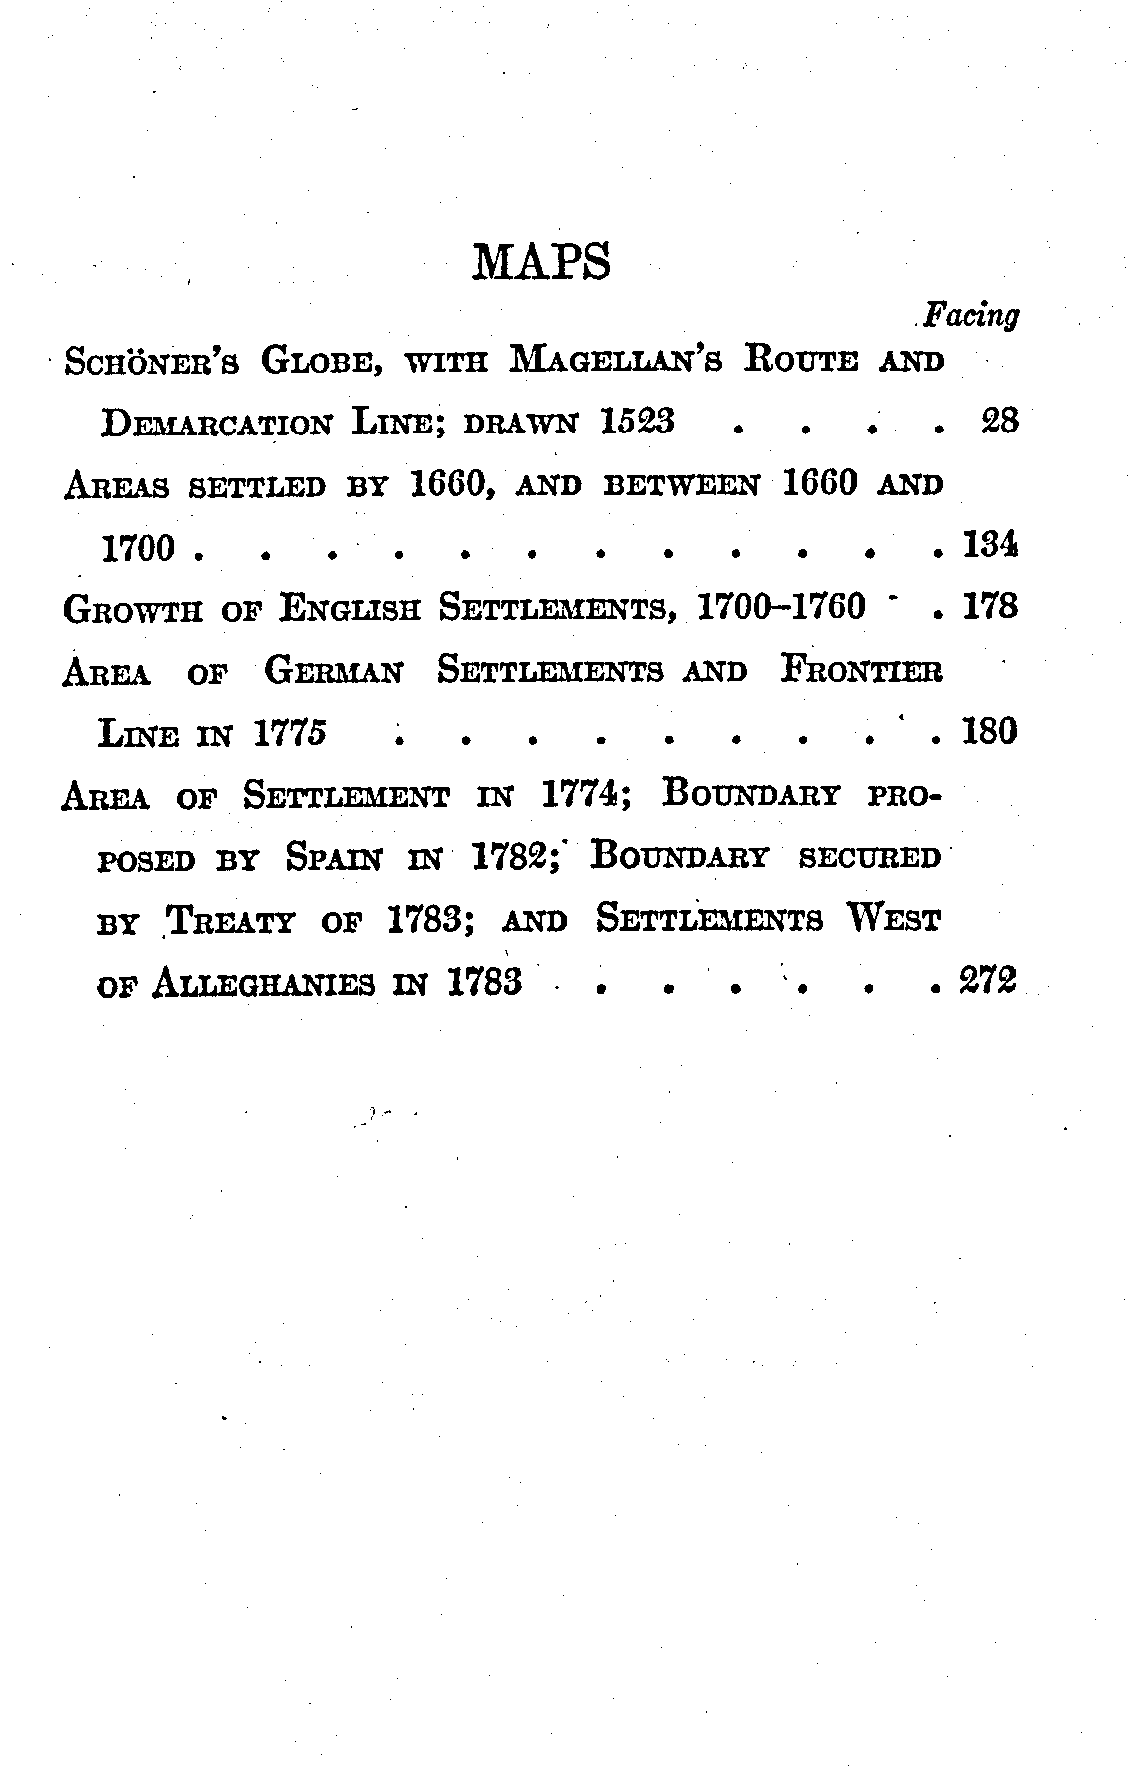 MAPS
Facing
Schöner's Globe, with Magellan's Route and
Demarcation Line; drawn 1523 . . . . 28
Areas settled by 1660, and between 1660 and
1700 . . . . . . . . . . . . 134
Growth of English Settlements, 1700–1760 . 178
Area of German Settlements and Frontier
Line in 1775 . . . . . . . . . 180
Area of Settlement in 1774; Boundary pro-
posed by Spain in 1782; Boundary secured
by Treaty of 1783; and Settlements West
of Alleghanies in 1783 . . . . . . 272